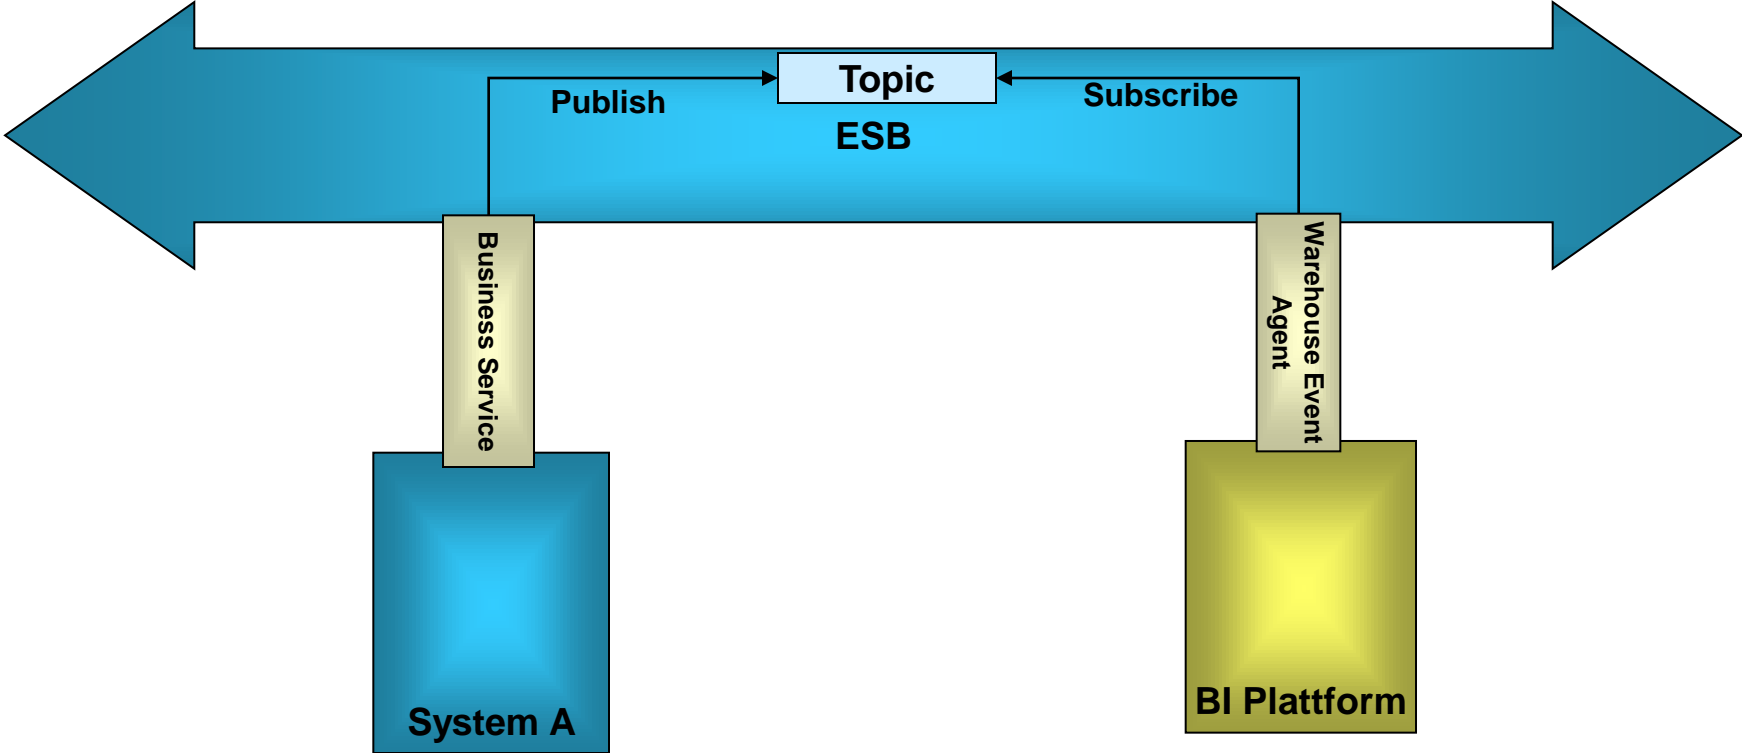 Topic
Publish
Subscribe
ESB
Business Service
Warehouse Event
Agent
System A
BI Plattform